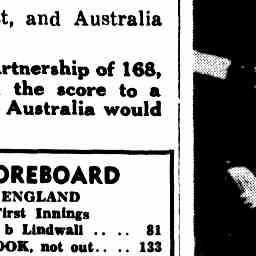 t, and Australia
artnership of 168,
the score to a
Australia would
OREBOARD
ENGLAND
First Innings
b Lindwall .. .. 81
OOK, not out.. .. 133